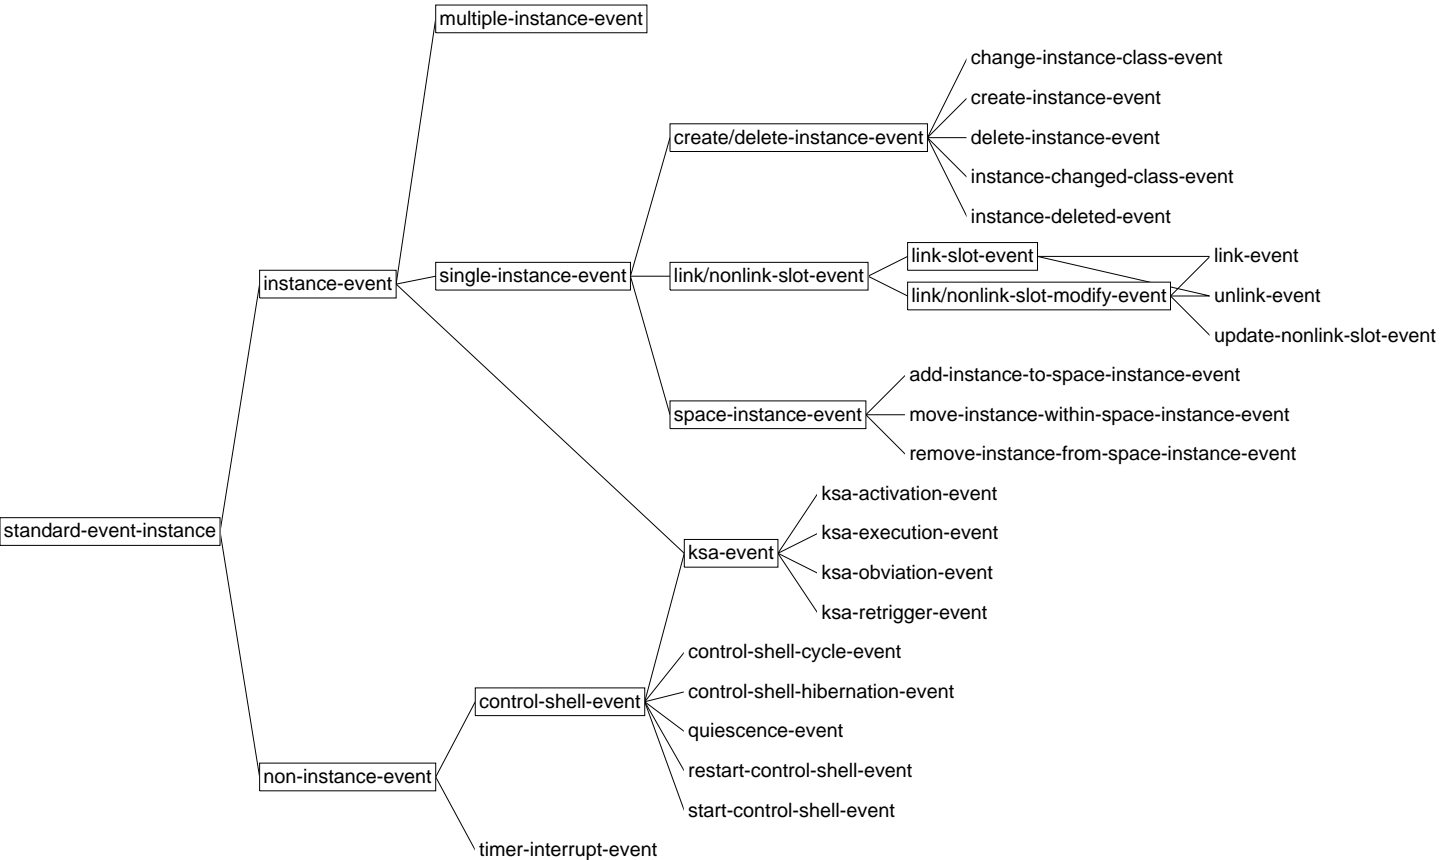 multiple-instance-event
change-instance-class-event
create-instance-event
create/delete-instance-event
delete-instance-event
instance-changed-class-event
instance-deleted-event
link-slot-event
link-event
instance-event
single-instance-event
link/nonlink-slot-event
link/nonlink-slot-modify-event
unlink-event
update-nonlink-slot-event
add-instance-to-space-instance-event
space-instance-event
move-instance-within-space-instance-event
remove-instance-from-space-instance-event
ksa-activation-event
standard-event-instance
ksa-execution-event
ksa-event
ksa-obviation-event
ksa-retrigger-event
control-shell-cycle-event
control-shell-event
control-shell-hibernation-event
quiescence-event
non-instance-event
restart-control-shell-event
start-control-shell-event
timer-interrupt-event